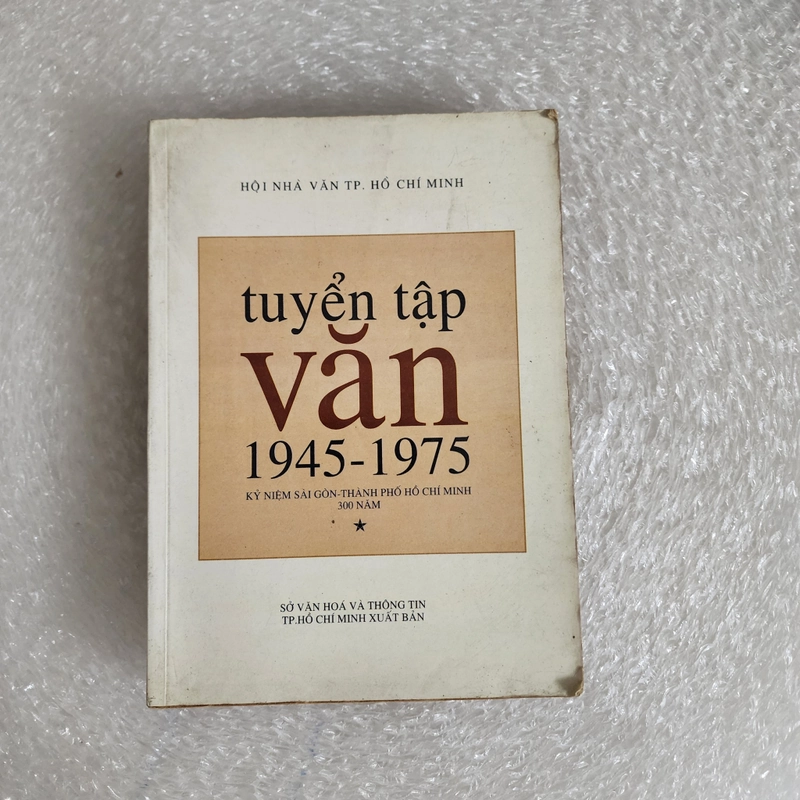 HỘI NHÀ VĂN TP. HỒ CHÍ MINH
tuyển tập
văn
1945-1975
KỶ NIỆM SÀI GÒN-THÀNH PHỐ HỒ CHÍ MINH
300 NĂM
★
SỞ VĂN HOÁ VÀ THÔNG TIN
TP.HỒ CHÍ MINH XUẤT BẢN